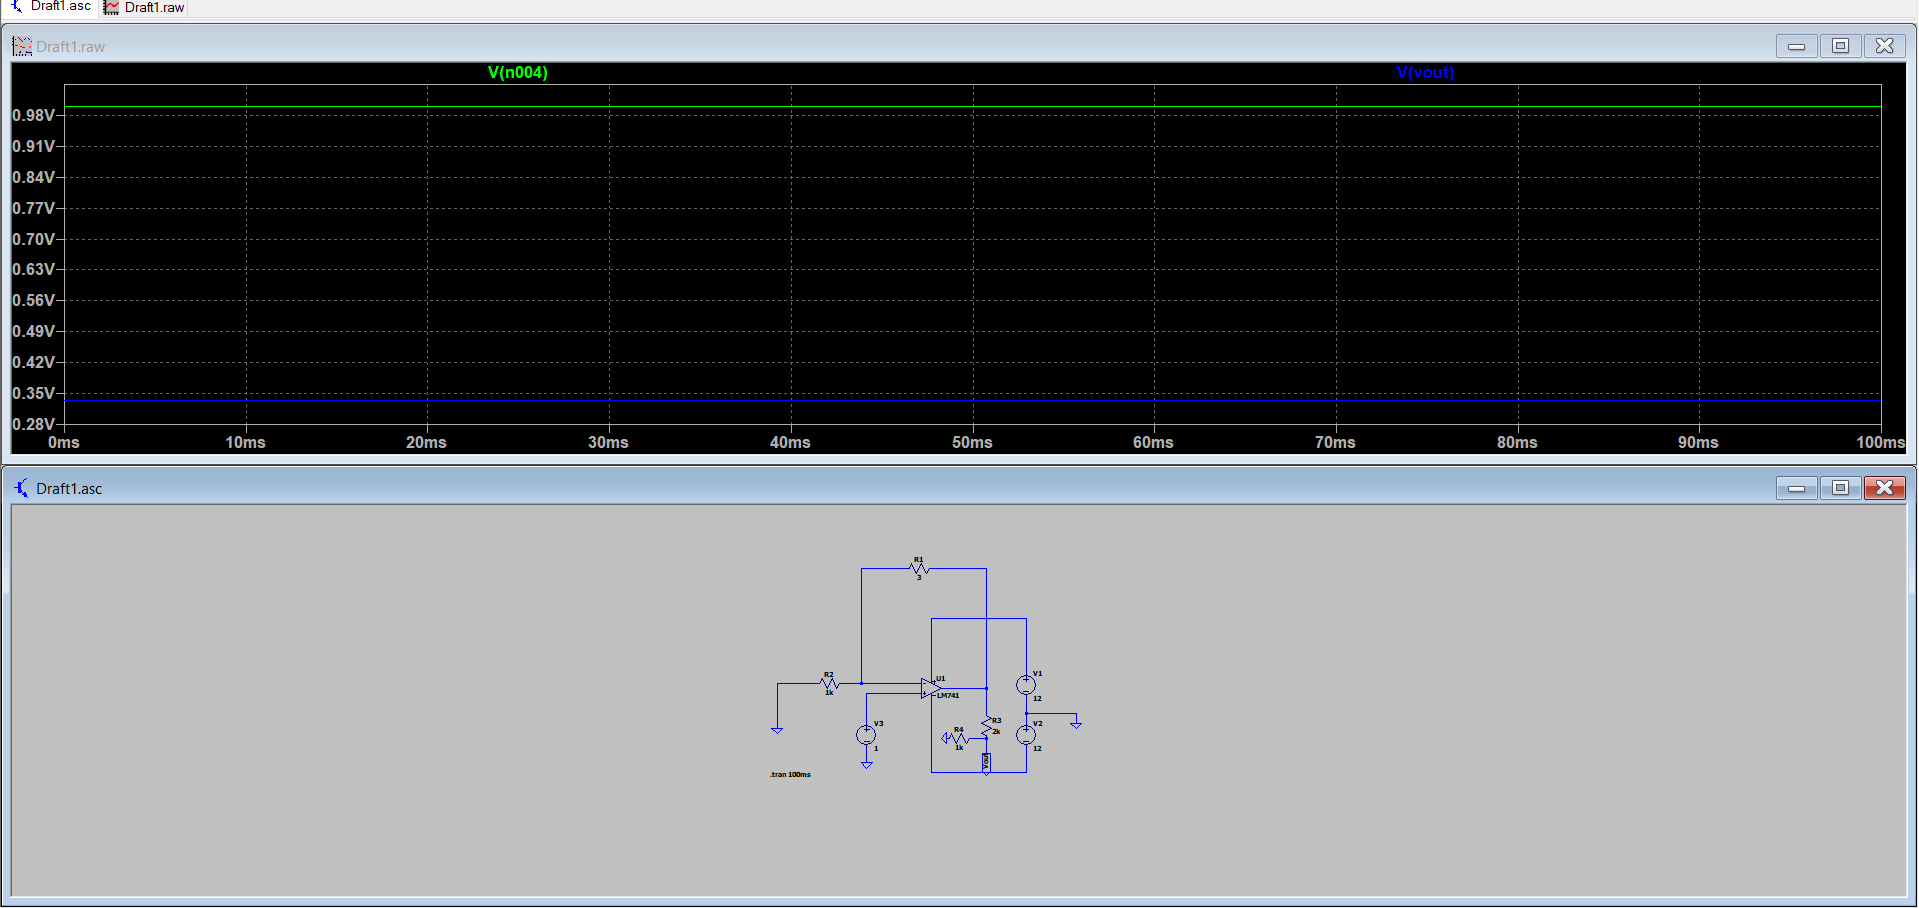 Draft1.asc Draft1.raw
Draft1.raw
V(n004) V(vout)
0.98V
0.91V
0.84V
0.77V
0.70V
0.63V
0.56V
0.49V
0.42V
0.35V
0.28V
0ms 10ms 20ms 30ms 40ms 50ms 60ms 70ms 80ms 90ms 100ms
Draft1.asc
R1
3
R2
1k
U1
LM741
V1
12
V3
1
R3
2k
R4
1k
V2
12
Vout
.tran 100ms